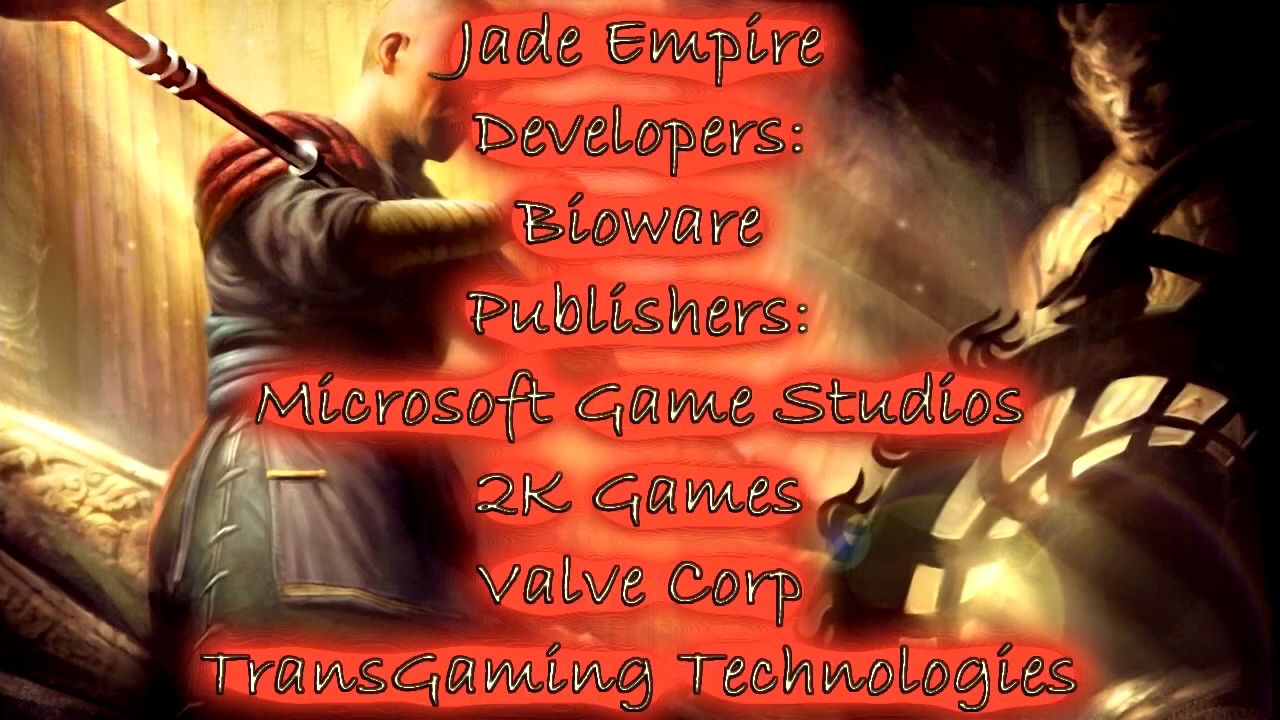 Jade Empire
Developers:
Bioware
Publishers:
Microsoft Game Studios
2K Games
Valve Corp
TransGaming Technologies